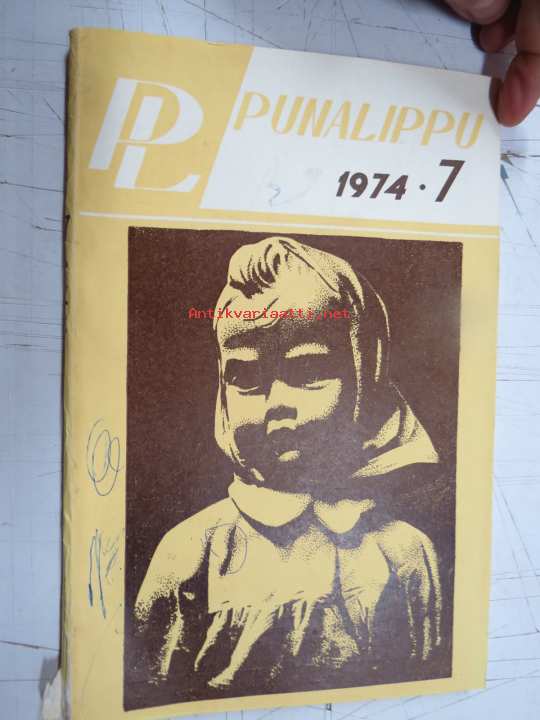 PL
PUNALIPPU
1974 · 7
Antikvariaatti.net